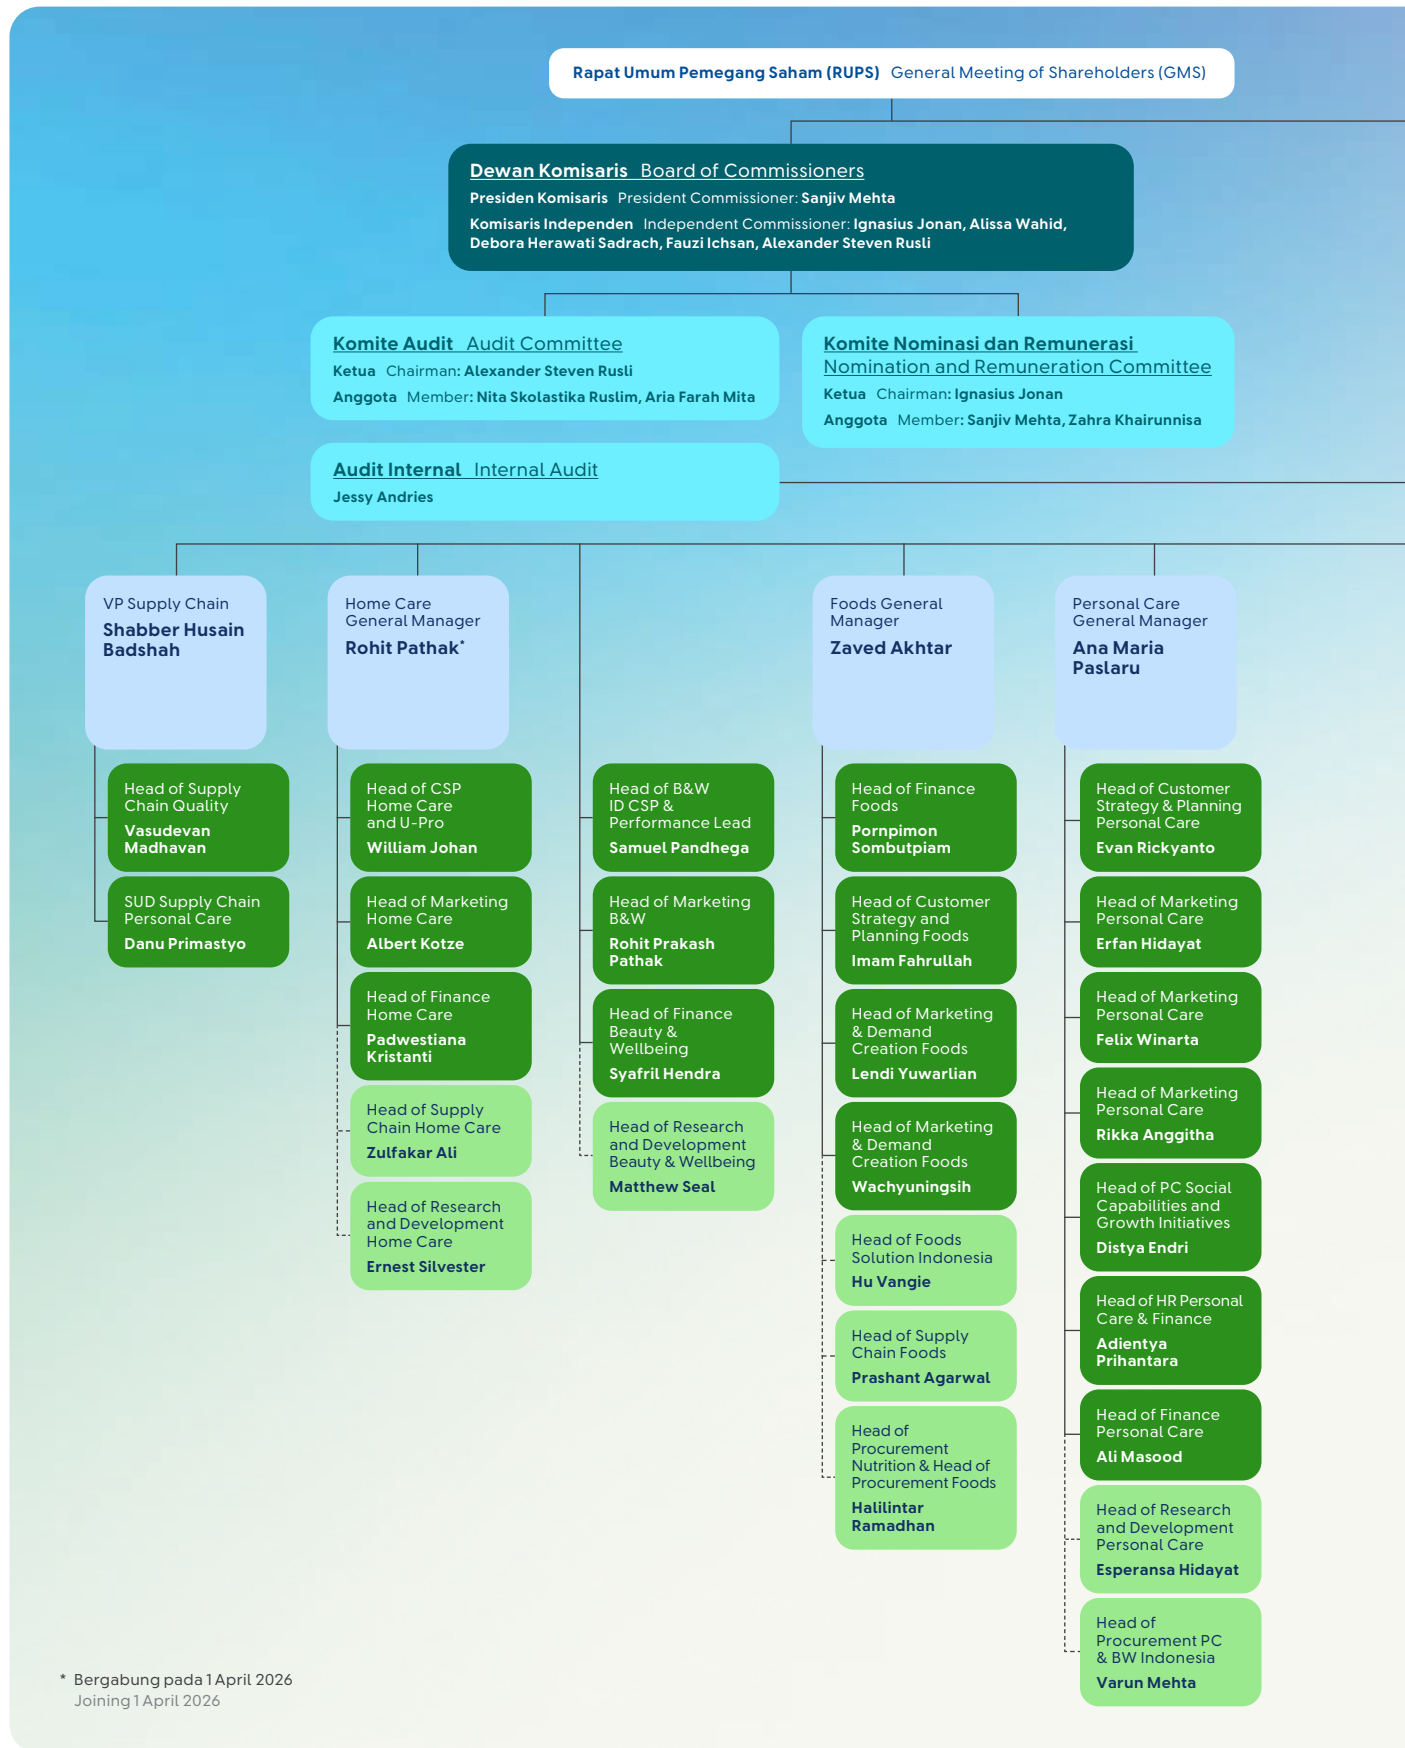 Rapat Umum Pemegang Saham (RUPS) General Meeting of Shareholders (GMS)
Dewan Komisaris Board of Commissioners
Presiden Komisaris President Commissioner: Sanjiv Mehta
Komisaris Independen Independent Commissioner: Ignasius Jonan, Alissa Wahid,
Debora Herawati Sadrach, Fauzi Ichsan, Alexander Steven Rusli
Komite Audit Audit Committee
Ketua Chairman: Alexander Steven Rusli
Anggota Member: Nita Skolastika Ruslim, Aria Farah Mita
Komite Nominasi dan Remunerasi
Nomination and Remuneration Committee
Ketua Chairman: Ignasius Jonan
Anggota Member: Sanjiv Mehta, Zahra Khairunnisa
Audit Internal Internal Audit
Jessy Andries
VP Supply Chain
Shabber Husain
Badshah
Head of Supply
Chain Quality
Vasudevan
Madhavan
SUD Supply Chain
Personal Care
Danu Primastyo
Home Care
General Manager
Rohit Pathak*
Head of CSP
Home Care
and U-Pro
William Johan
Head of Marketing
Home Care
Albert Kotze
Head of Finance
Home Care
Padwestiana
Kristanti
Head of Supply
Chain Home Care
Zulfakar Ali
Head of Research
and Development
Home Care
Ernest Silvester
Head of B&W
ID CSP &
Performance Lead
Samuel Pandhega
Head of Marketing
B&W
Rohit Prakash
Pathak
Head of Finance
Beauty &
Wellbeing
Syafril Hendra
Head of Research
and Development
Beauty & Wellbeing
Matthew Seal
Foods General
Manager
Zaved Akhtar
Head of Finance
Foods
Pornpimon
Sombutpiam
Head of Customer
Strategy and
Planning Foods
Imam Fahrullah
Head of Marketing
& Demand
Creation Foods
Lendi Yuwarlian
Head of Marketing
& Demand
Creation Foods
Wachyuningsih
Head of Foods
Solution Indonesia
Hu Vangie
Head of Supply
Chain Foods
Prashant Agarwal
Head of
Procurement
Nutrition & Head of
Procurement Foods
Halilintar
Ramadhan
Personal Care
General Manager
Ana Maria
Paslaru
Head of Customer
Strategy & Planning
Personal Care
Evan Rickyanto
Head of Marketing
Personal Care
Erfan Hidayat
Head of Marketing
Personal Care
Felix Winarta
Head of Marketing
Personal Care
Rikka Anggitha
Head of PC Social
Capabilities and
Growth Initiatives
Distya Endri
Head of HR Personal
Care & Finance
Adientya
Prihantara
Head of Finance
Personal Care
Ali Masood
Head of Research
and Development
Personal Care
Esperansa Hidayat
Head of
Procurement PC
& BW Indonesia
Varun Mehta
* Bergabung pada 1 April 2026
Joining 1 April 2026